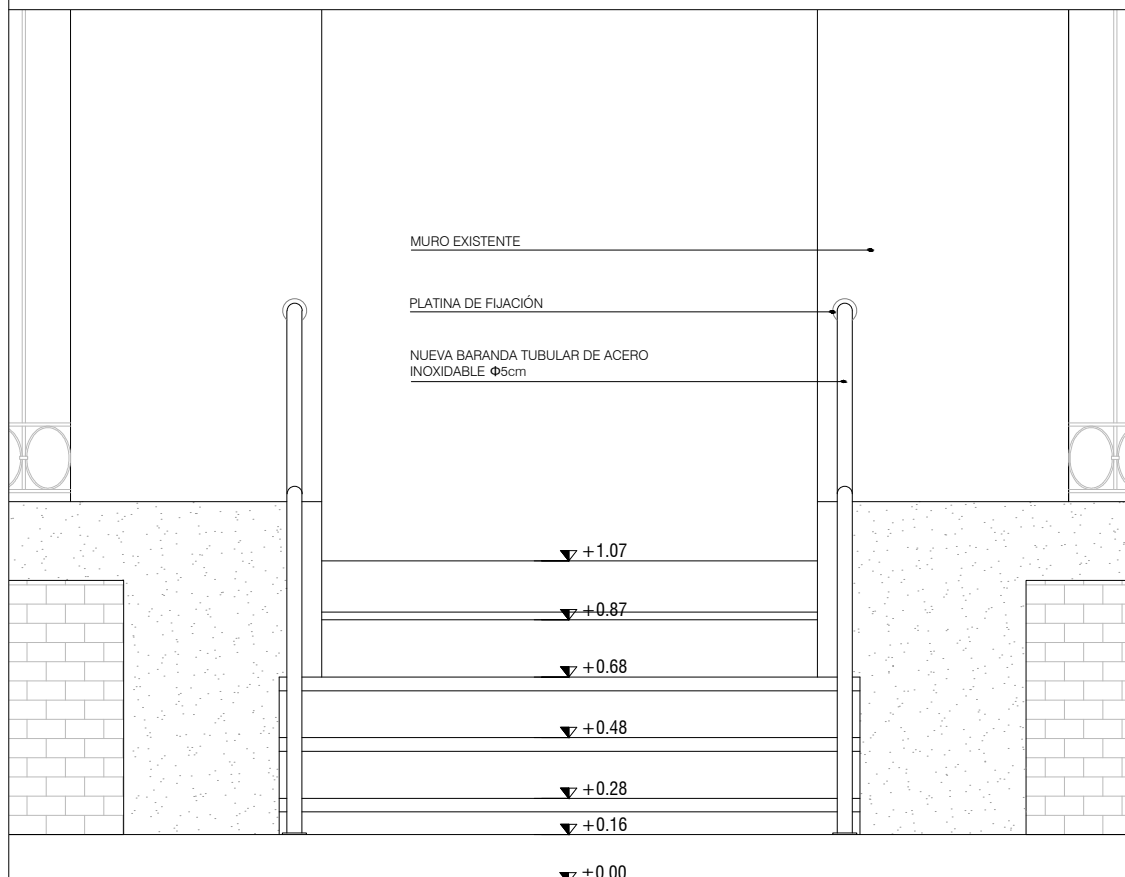 MURO EXISTENTE
PLATINA DE FIJACIÓN
NUEVA BARANDA TUBULAR DE ACERO
INOXIDABLE Φ5cm
+1.07
+0.87
+0.68
+0.48
+0.28
+0.16
+0.00